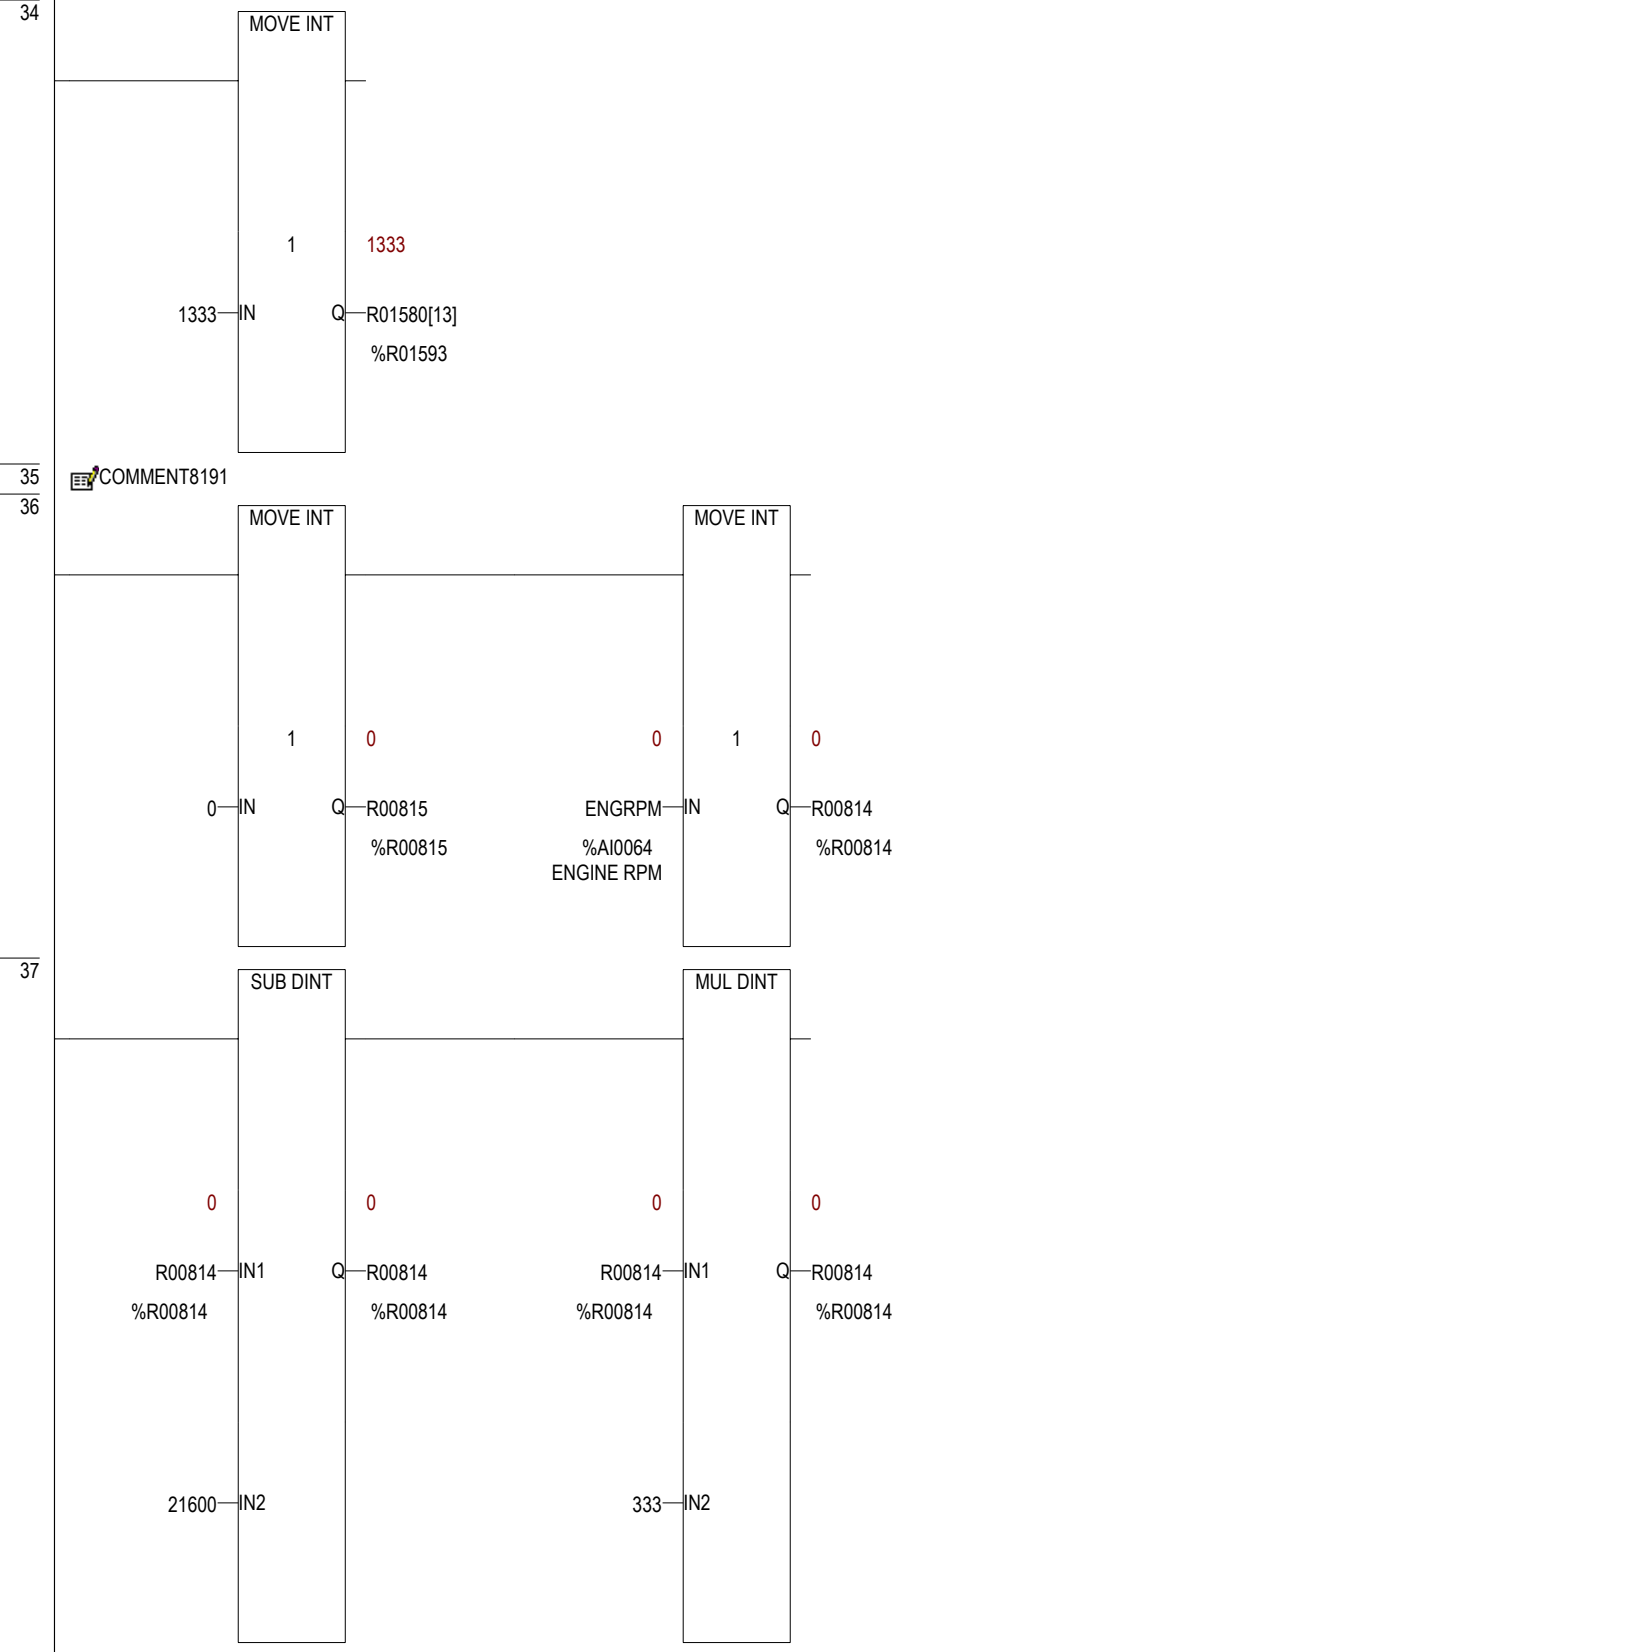 34
MOVE INT
1 1333
1333 IN Q R01580[13]
%R01593
35 COMMENT8191
36
MOVE INT MOVE INT
1 0 0 1 0
0 IN Q R00815 ENGRPM IN Q R00814
%R00815 %AI0064 %R00814
ENGINE RPM
37
SUB DINT MUL DINT
0 0 0 0
R00814 IN1 Q R00814 R00814 IN1 Q R00814
%R00814 %R00814 %R00814 %R00814
21600 IN2 333 IN2